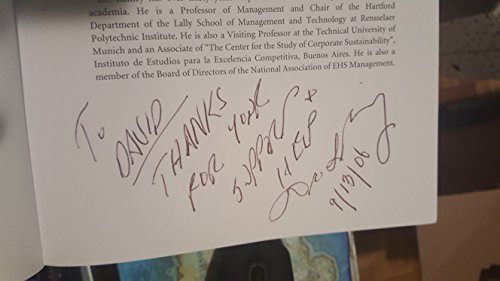 academia. He is a Professor of Management and Chair of the Hartford
Department of the Lally School of Management and Technology at Rensselaer
Polytechnic Institute. He is also a Visiting Professor at the Technical University of
Munich and an Associate of "The Center for the Study of Corporate Sustainability",
Instituto de Estudios para la Excelencia Competitiva, Buenos Aires. He is also a
member of the Board of Directors of the National Association of EHS Management.
To
DAVID
THANKS
FOR YOUR
SUPPORT +
HELP
9/13/06